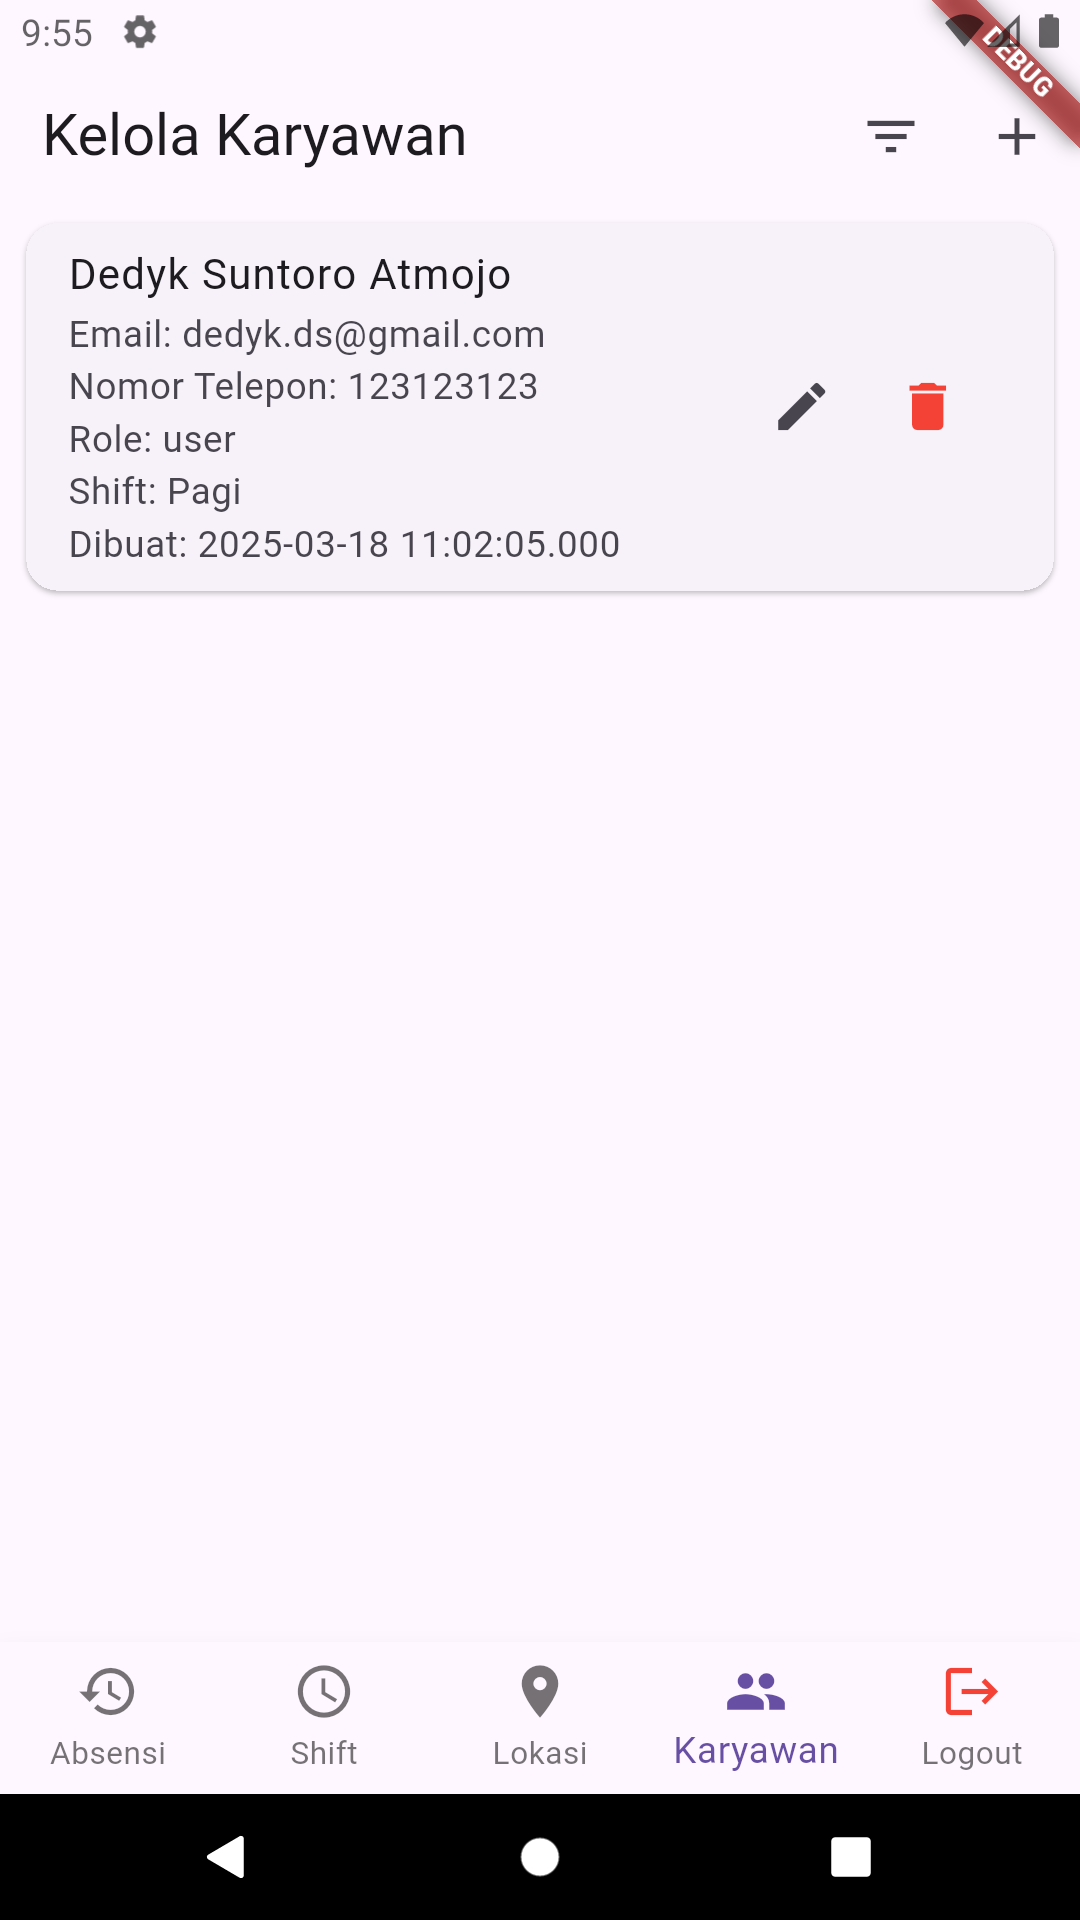 9:55
DEBUG
Kelola Karyawan
Dedyk Suntoro Atmojo
Email: dedyk.ds@gmail.com
Nomor Telepon: 123123123
Role: user
Shift: Pagi
Dibuat: 2025-03-18 11:02:05.000
Absensi
Shift
Lokasi
Karyawan
Logout